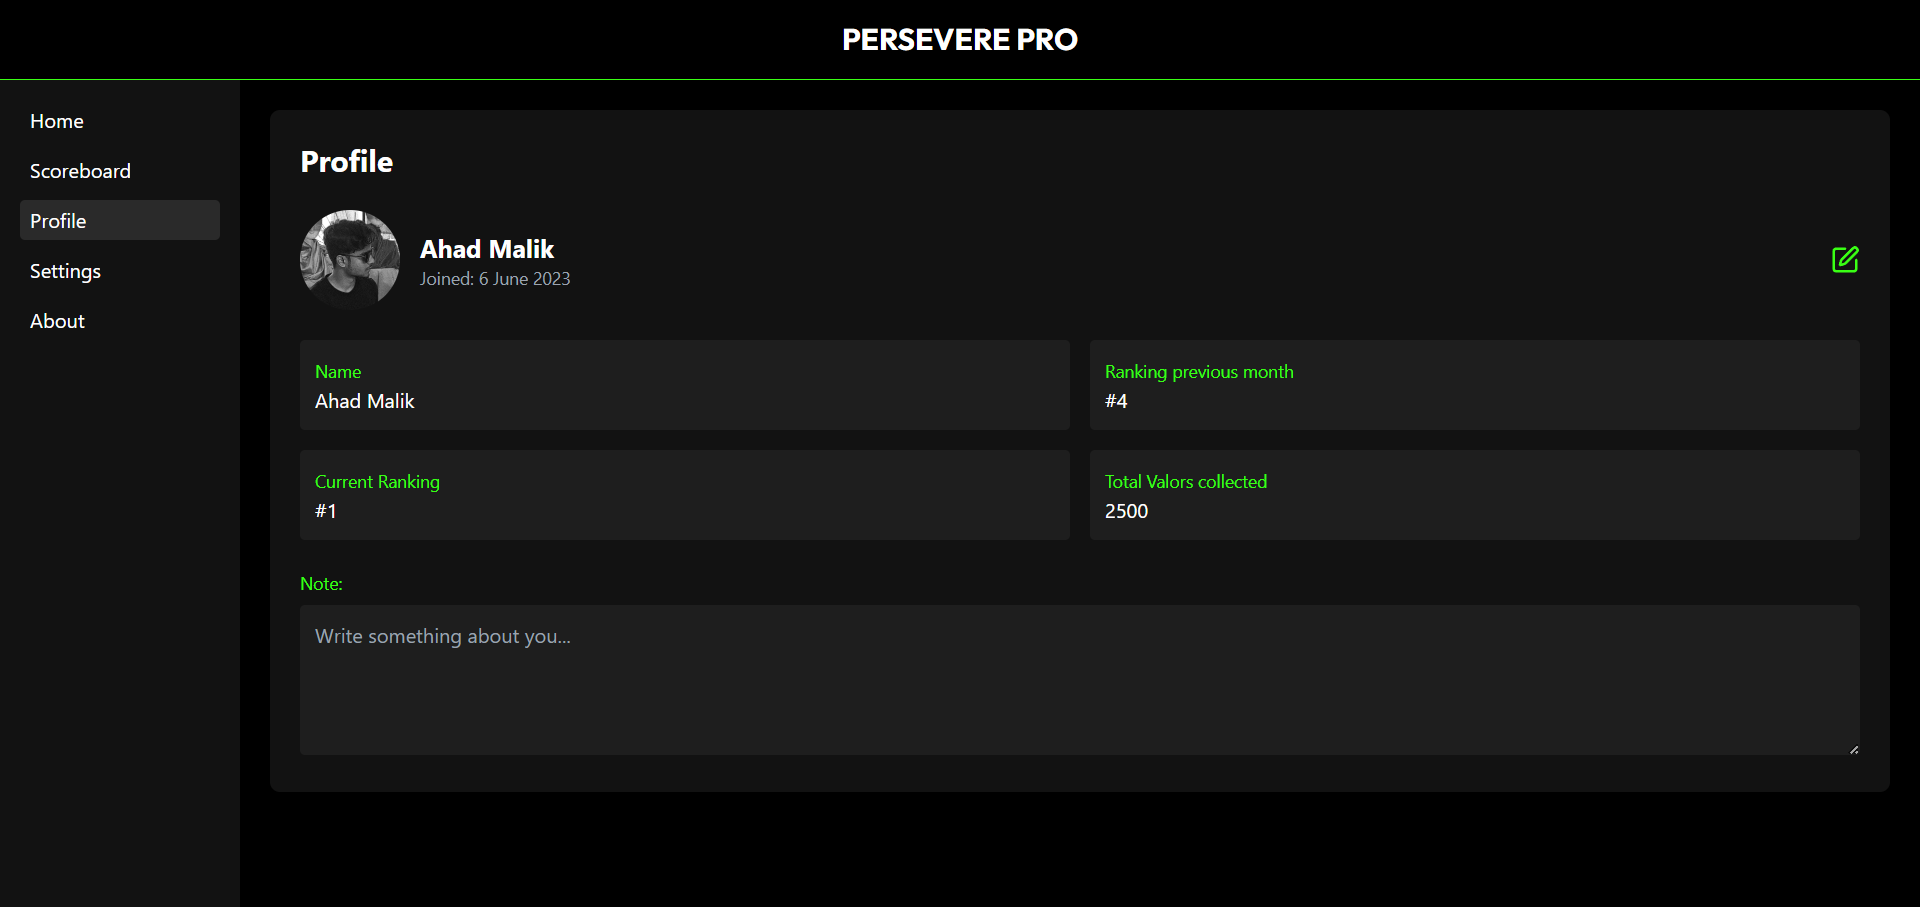 PERSEVERE PRO
Home
Scoreboard
Profile
Settings
About
Profile
Ahad Malik
Joined: 6 June 2023
Name
Ahad Malik
Ranking previous month
#4
Current Ranking
#1
Total Valors collected
2500
Note:
Write something about you...